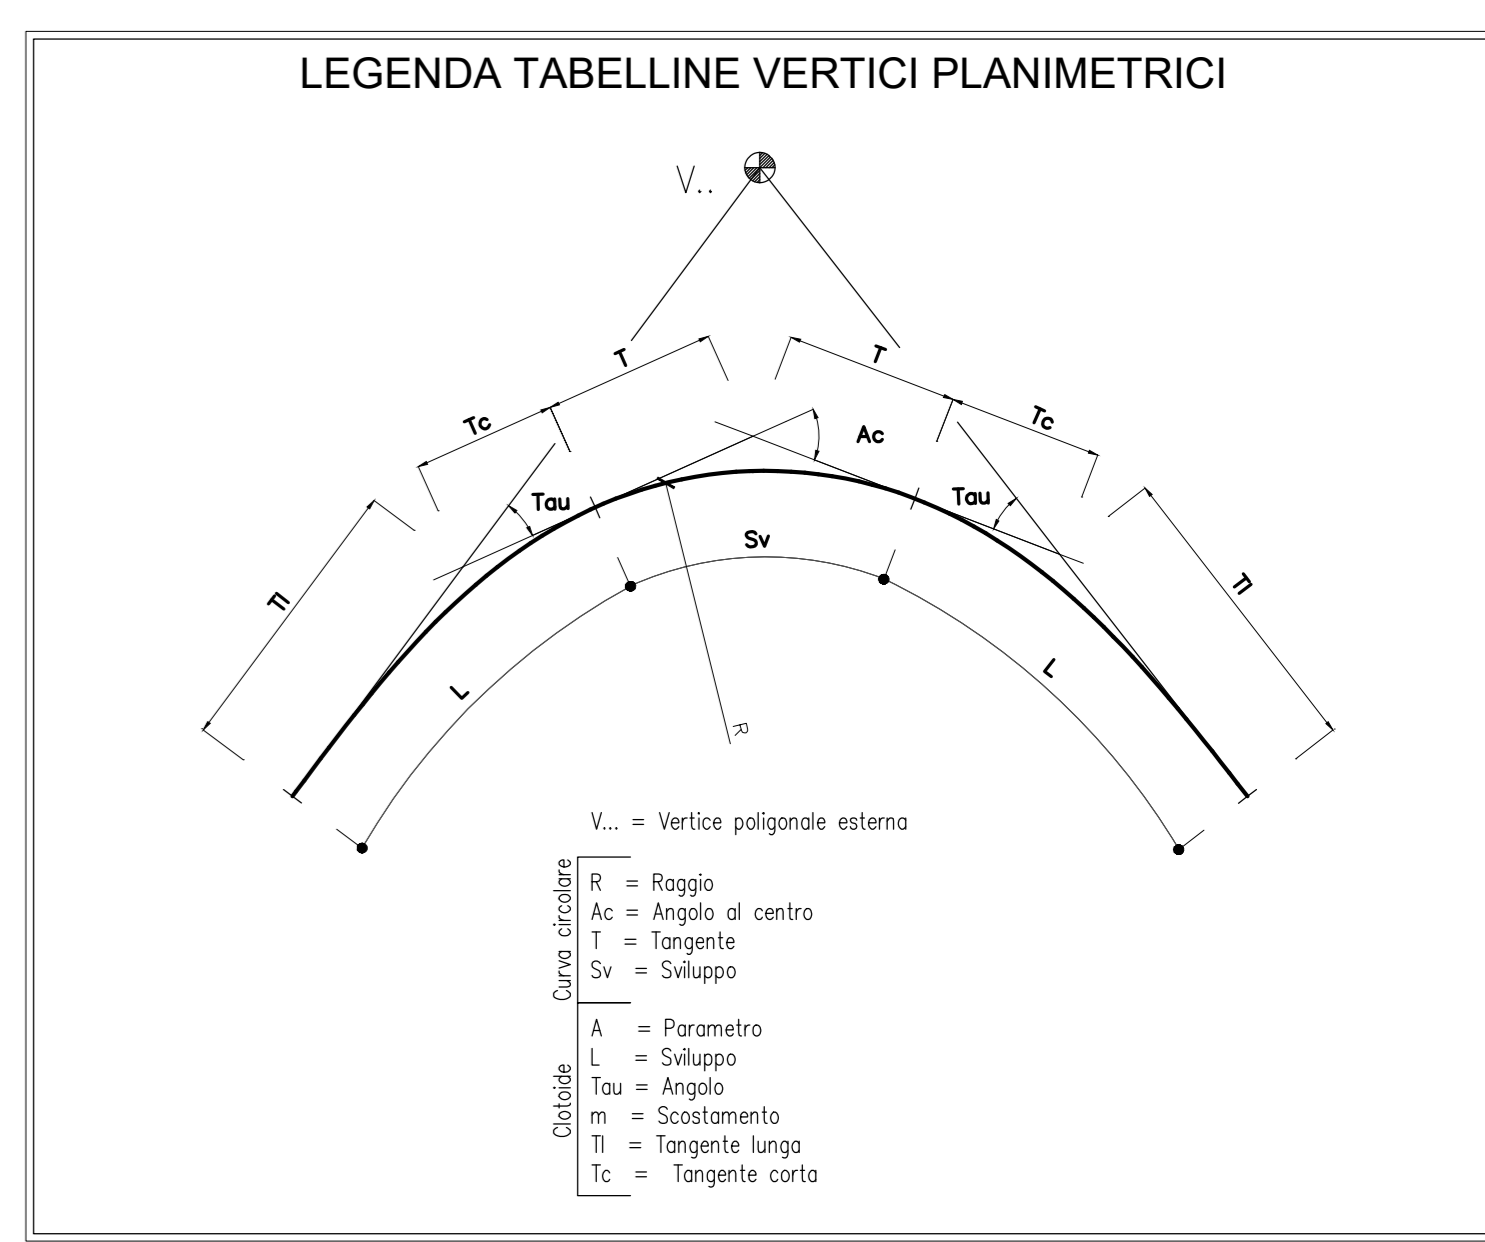 LEGENDA TABELLINE VERTICI PLANIMETRICI
V..
T
T
Tc
Tc
Ac
Tau
Tau
Sv
Tl
Tl
L
L
R
V... = Vertice poligonale esterna
Curva circolare
R = Raggio
Ac = Angolo al centro
T = Tangente
Sv = Sviluppo
Clotoide
A = Parametro
L = Sviluppo
Tau = Angolo
m = Scostamento
Tl = Tangente lunga
Tc = Tangente corta